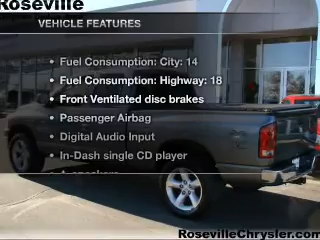 Roseville
VEHICLE FEATURES
• Fuel Consumption: City: 14
• Fuel Consumption: Highway: 18
• Front Ventilated disc brakes
• Passenger Airbag
• Digital Audio Input
• In-Dash single CD player
RosevilleChrysler.com